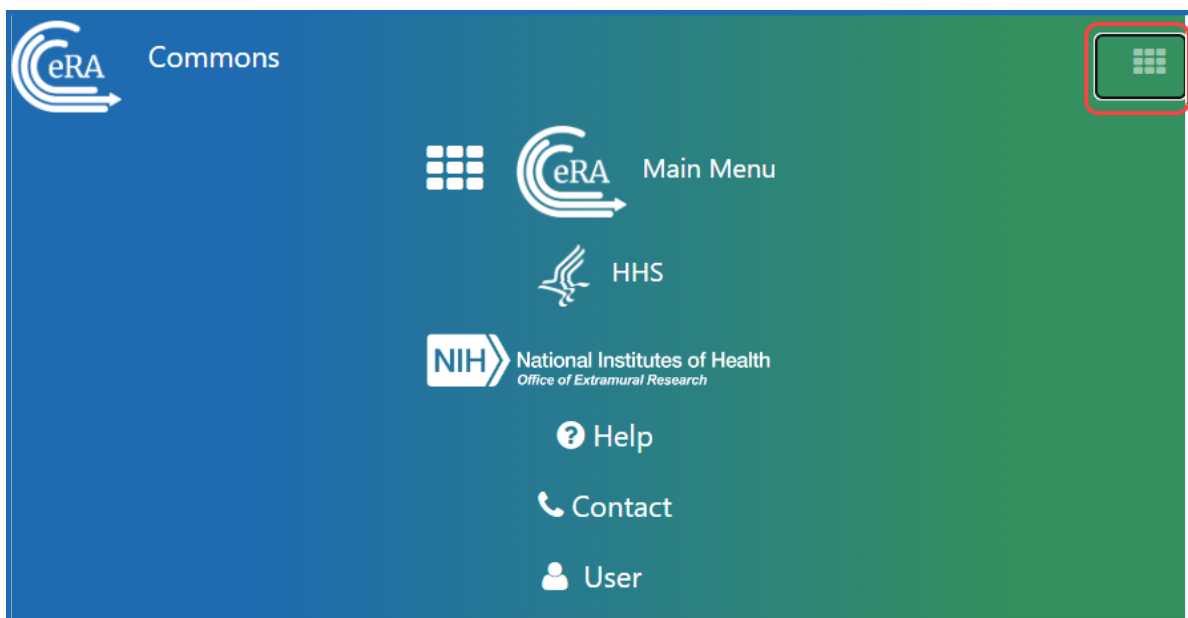 eRA Commons
eRA Main Menu
HHS
NIH National Institutes of Health
Office of Extramural Research
? Help
Contact
User